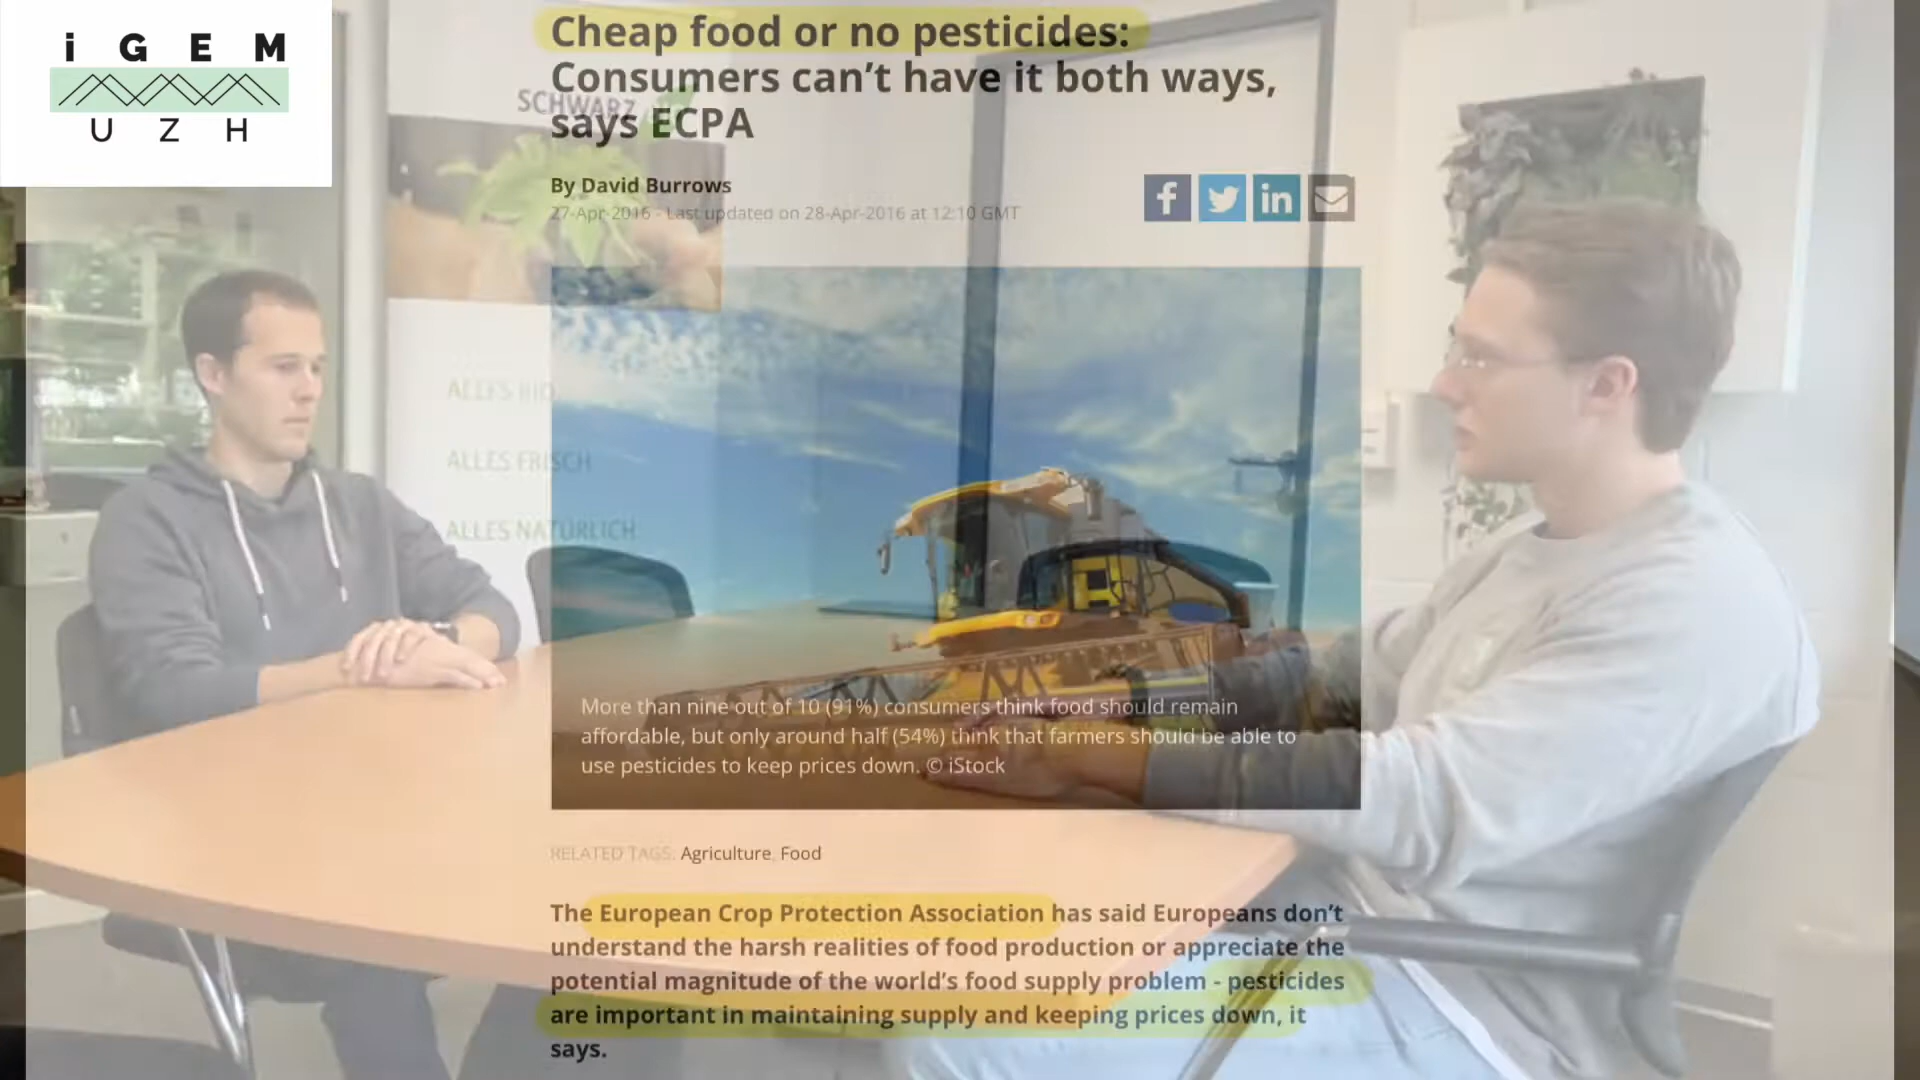 i G E M
U Z H
Cheap food or no pesticides:
Consumers can't have it both ways,
says ECPA
SCHWARZ
By David Burrows
27-Apr-2016 - Last updated on 28-Apr-2016 at 12:10 GMT
ALLES BIO
ALLES FRISCH
ALLES NATÜRLICH
More than nine out of 10 (91%) consumers think food should remain
affordable, but only around half (54%) think that farmers should be able to
use pesticides to keep prices down. © iStock
RELATED TAGS: Agriculture, Food
The European Crop Protection Association has said Europeans don't
understand the harsh realities of food production or appreciate the
potential magnitude of the world's food supply problem - pesticides
are important in maintaining supply and keeping prices down, it
says.